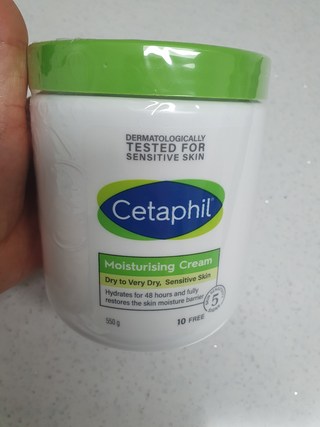 DERMATOLOGICALLY
TESTED FOR
SENSITIVE SKIN
Cetaphil
Moisturising Cream
Dry to Very Dry, Sensitive Skin
Hydrates for 48 hours and fully
restores the skin moisture barrier
5
10 FREE